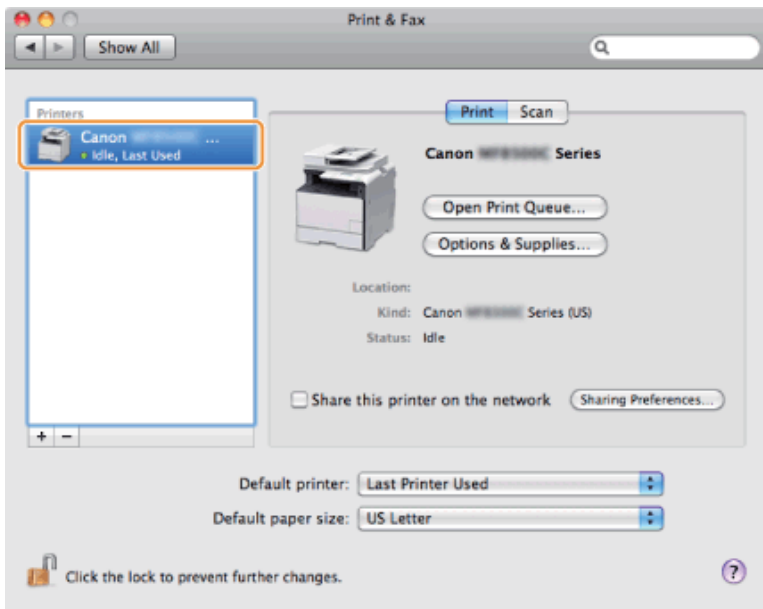 Print & Fax
Show All
Printers
Print Scan
Canon ...
Idle, Last Used
Canon Series
Open Print Queue...
Options & Supplies...
Location:
Kind: Canon Series (US)
Status: Idle
Share this printer on the network Sharing Preferences...
+ −
Default printer: Last Printer Used
Default paper size: US Letter
Click the lock to prevent further changes.
?